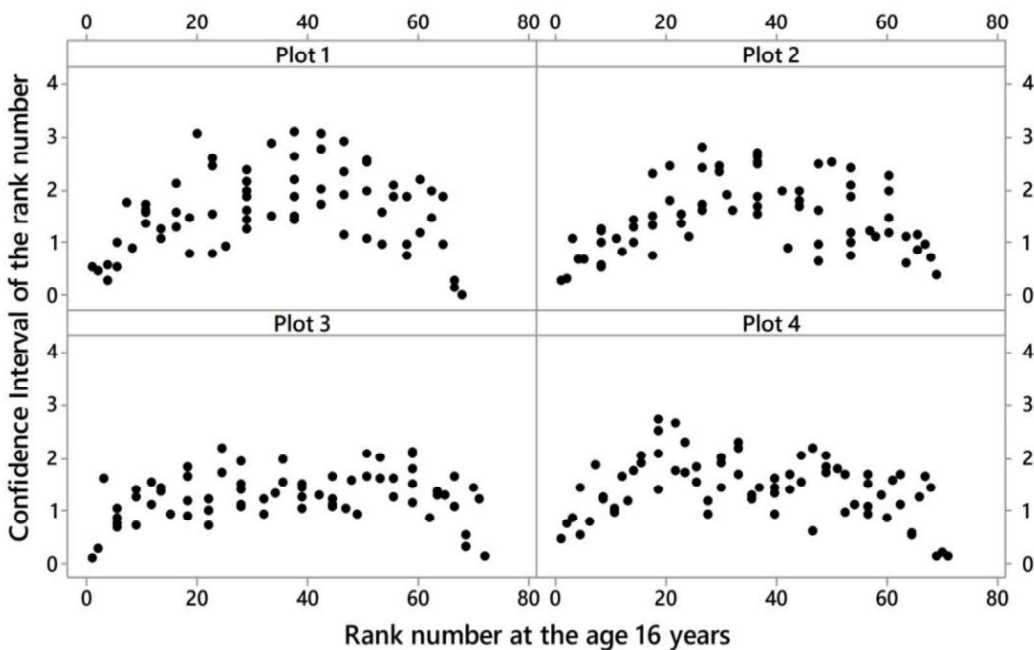 0 20 40 60 80 0 20 40 60 80
Plot 1 Plot 2
4 4
3 3
2 2
1 1
0 0
Plot 3 Plot 4
4 4
3 3
2 2
1 1
0 0
0 20 40 60 80 0 20 40 60 80
Confidence Interval of the rank number
Rank number at the age 16 years